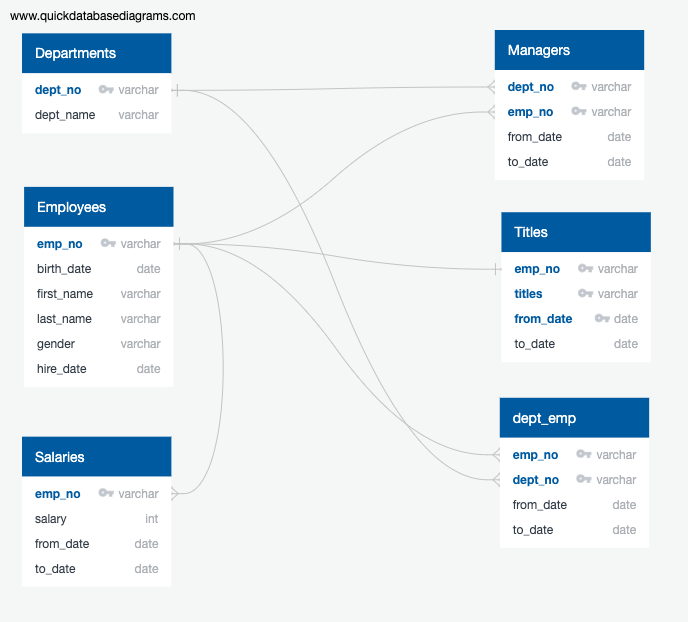 www.quickdatabasediagrams.com
Departments
dept_no varchar
dept_name varchar
Employees
emp_no varchar
birth_date date
first_name varchar
last_name varchar
gender varchar
hire_date date
Salaries
emp_no varchar
salary int
from_date date
to_date date
Managers
dept_no varchar
emp_no varchar
from_date date
to_date date
Titles
emp_no varchar
titles varchar
from_date date
to_date date
dept_emp
emp_no varchar
dept_no varchar
from_date date
to_date date